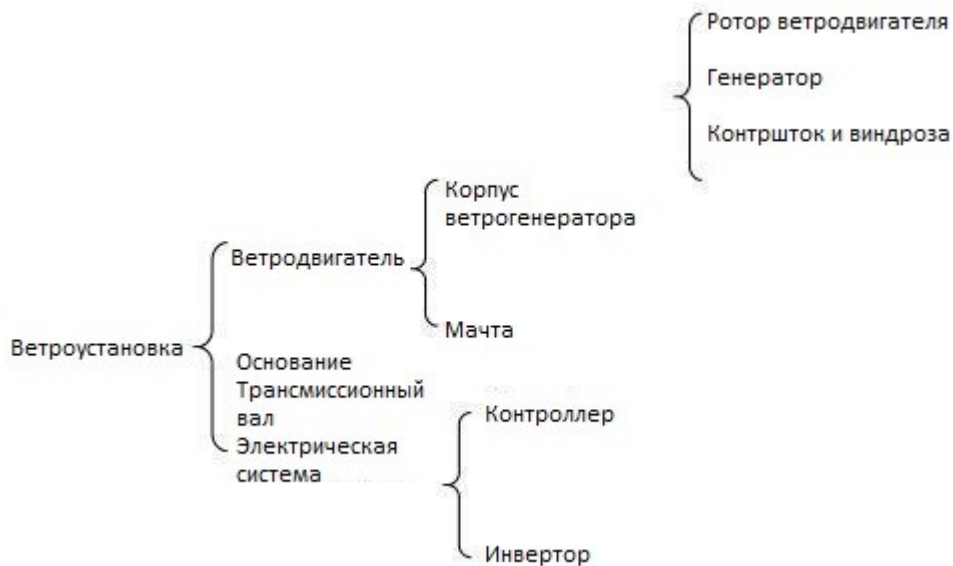 Ротор ветродвигателя
Генератор
Контршток и виндроза
Корпус
ветрогенератора
Ветродвигатель
Мачта
Ветроустановка
Основание
Трансмиссионный
вал
Электрическая
система
Контроллер
Инвертор